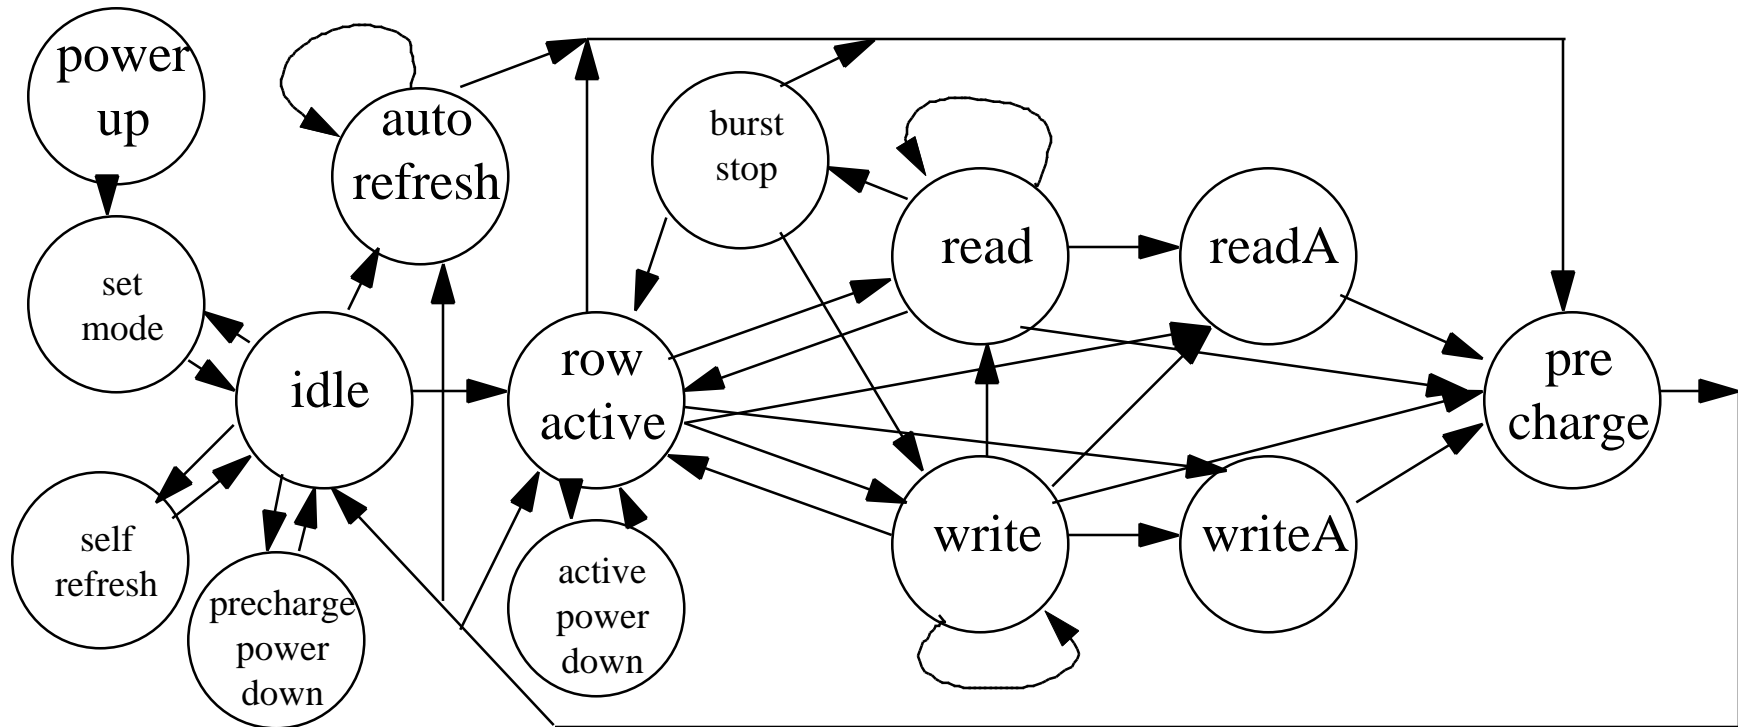 power
up
auto
refresh
burst
stop
read
readA
set
mode
idle
row
active
pre
charge
self
refresh
precharge
power
down
active
power
down
write
writeA